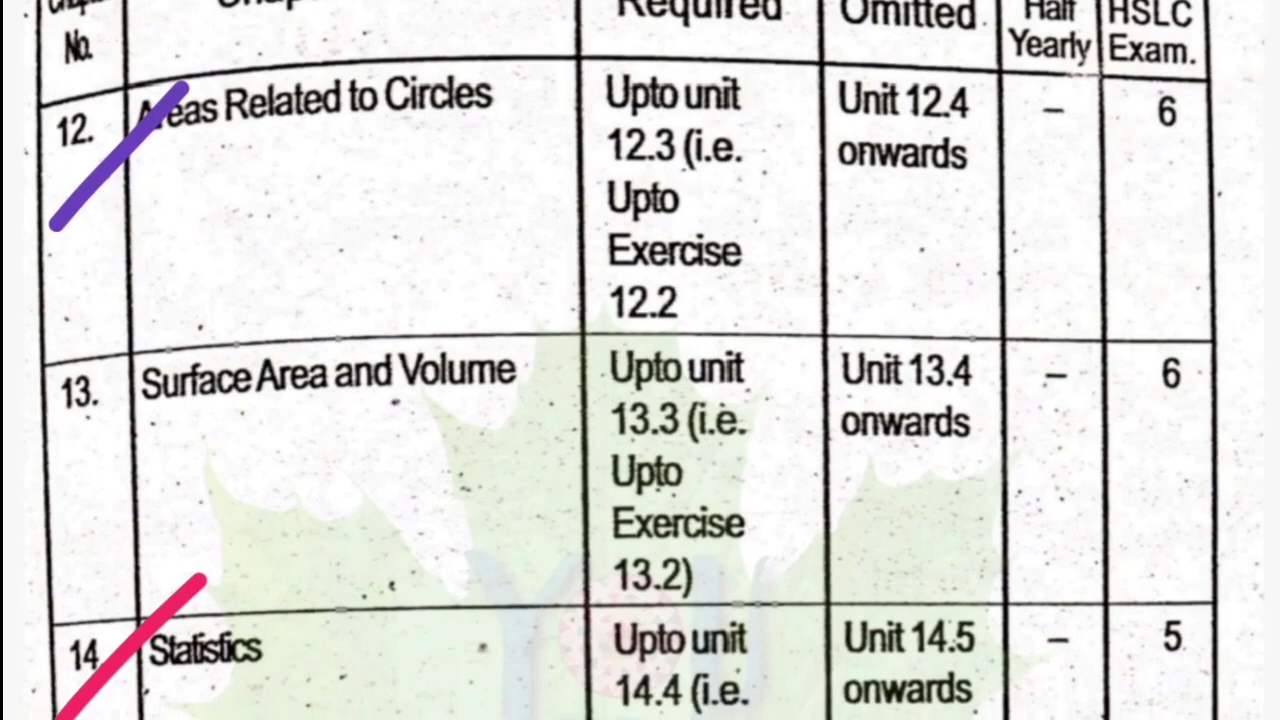 No.
Required
Omitted
Half
Yearly
HSLC
Exam.
12.
Areas Related to Circles
Upto unit
12.3 (i.e.
Upto
Exercise
12.2
Unit 12.4
onwards
–
6
13.
Surface Area and Volume
Upto unit
13.3 (i.e.
Upto
Exercise
13.2)
Unit 13.4
onwards
–
6
14
Statistics
Upto unit
14.4 (i.e.
Unit 14.5
onwards
–
5